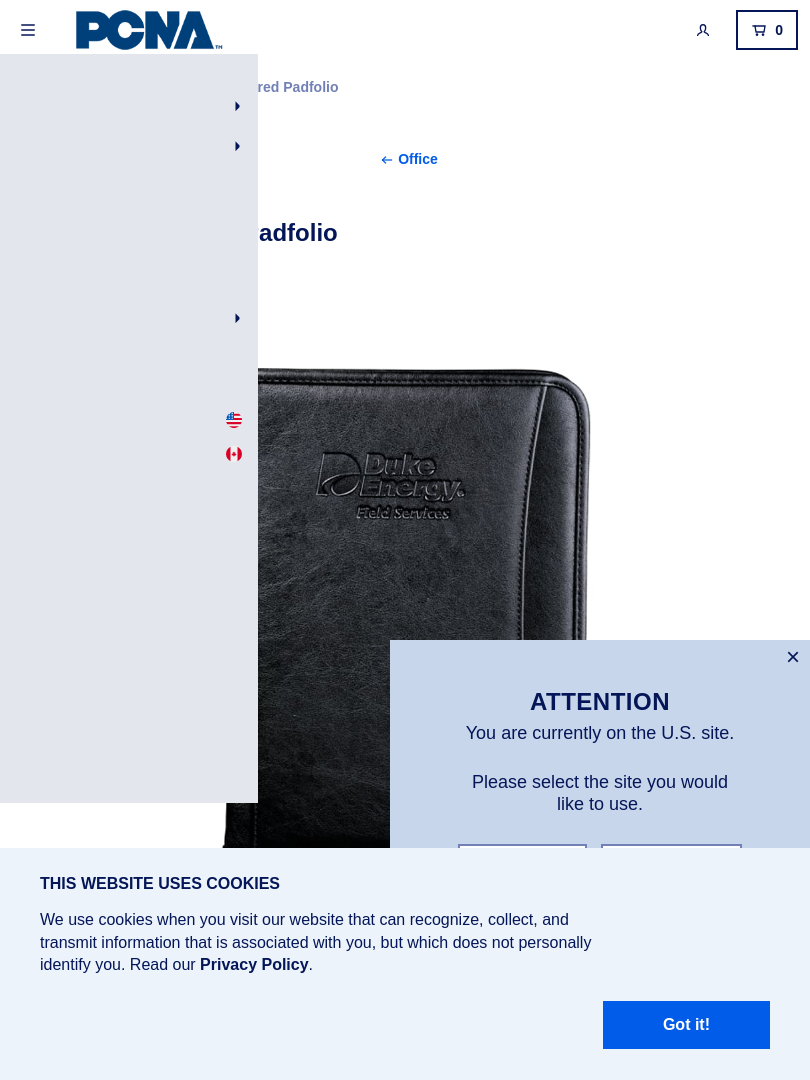 PCNA™
0
red Padfolio
← Office
adfolio
Duke
Energy®
Field Services
ATTENTION
You are currently on the U.S. site.
Please select the site you would
like to use.
THIS WEBSITE USES COOKIES
We use cookies when you visit our website that can recognize, collect, and
transmit information that is associated with you, but which does not personally
identify you. Read our Privacy Policy.
Got it!